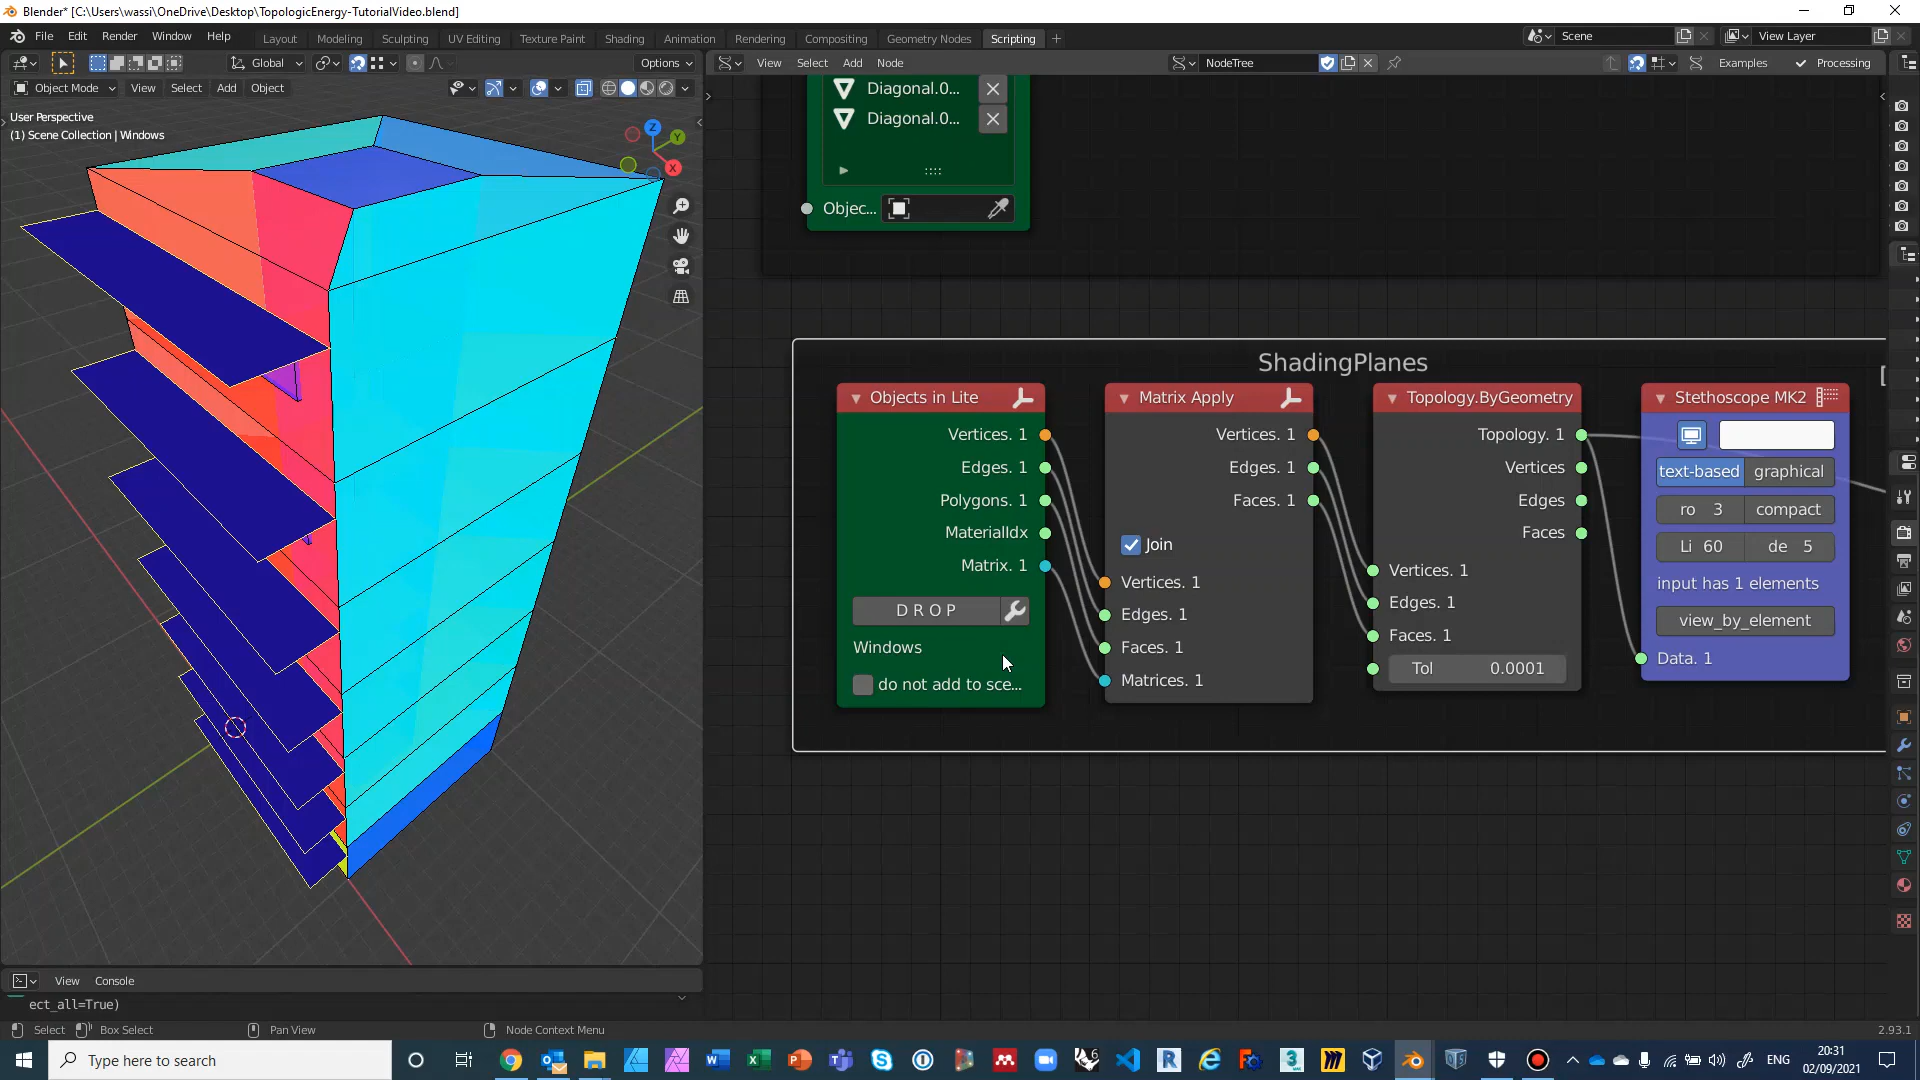 Blender* [C:\Users\wassi\OneDrive\Desktop\TopologicEnergy-TutorialVideo.blend]
File Edit Render Window Help Layout Modeling Sculpting UV Editing Texture Paint Shading Animation Rendering Compositing Geometry Nodes Scripting + Scene View Layer
Global Options View Select Add Node NodeTree Examples Processing
Object Mode View Select Add Object
User Perspective
(1) Scene Collection | Windows
Z
Y
X
Diagonal.0...
Diagonal.0...
Objec...
ShadingPlanes
Objects in Lite
Vertices. 1
Edges. 1
Polygons. 1
MaterialIdx
Matrix. 1
D R O P
Windows
do not add to sce...
Matrix Apply
Vertices. 1
Edges. 1
Faces. 1
Join
Vertices. 1
Edges. 1
Faces. 1
Matrices. 1
Topology.ByGeometry
Topology. 1
Vertices
Edges
Faces
Vertices. 1
Edges. 1
Faces. 1
Tol 0.0001
Stethoscope MK2
text-based graphical
ro 3 compact
Li 60 de 5
input has 1 elements
view_by_element
Data. 1
View Console
ect_all=True)
Select Box Select Pan View Node Context Menu 2.93.1
Type here to search
ENG
20:31
02/09/2021